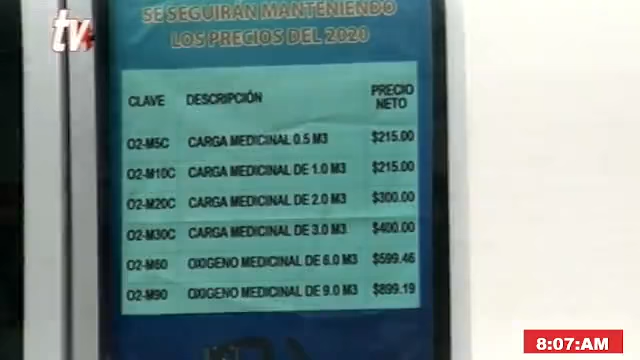 tv
SE SEGUIRÁN MANTENIENDO
LOS PRECIOS DEL 2020
CLAVE DESCRIPCIÓN PRECIO NETO
O2-M5C CARGA MEDICINAL 0.5 M3 $215.00
O2-M10C CARGA MEDICINAL DE 1.0 M3 $215.00
O2-M20C CARGA MEDICINAL DE 2.0 M3 $300.00
O2-M30C CARGA MEDICINAL DE 3.0 M3 $400.00
O2-M60 OXIGENO MEDICINAL DE 6.0 M3 $599.46
O2-M90 OXIGENO MEDICINAL DE 9.0 M3 $899.19
8:07:AM